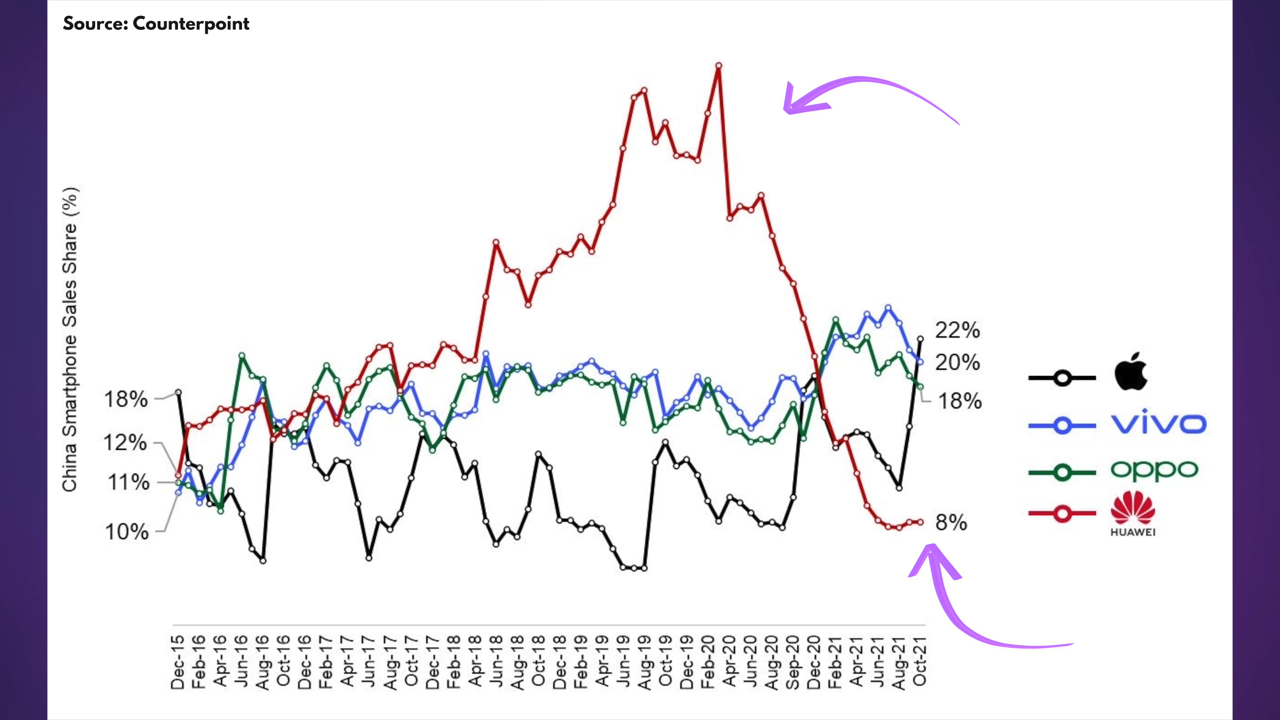 Source: Counterpoint
China Smartphone Sales Share (%)
18%
12%
11%
10%
22%
20%
18%
8%
vivo
oppo
HUAWEI
Dec-15
Feb-16
Apr-16
Jun-16
Aug-16
Oct-16
Dec-16
Feb-17
Apr-17
Jun-17
Aug-17
Oct-17
Dec-17
Feb-18
Apr-18
Jun-18
Aug-18
Oct-18
Dec-18
Feb-19
Apr-19
Jun-19
Aug-19
Oct-19
Dec-19
Feb-20
Apr-20
Jun-20
Aug-20
Sep-20
Dec-20
Feb-21
Apr-21
Jun-21
Aug-21
Oct-21